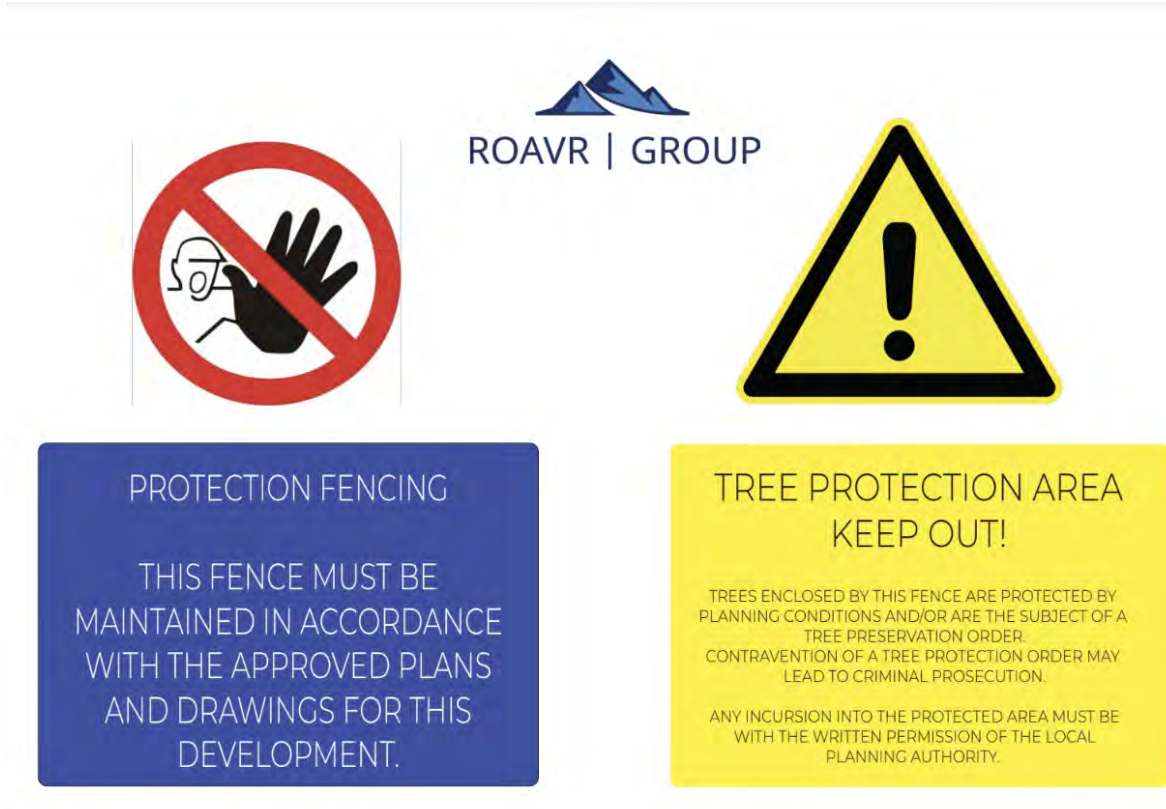 ROAVR | GROUP
PROTECTION FENCING
THIS FENCE MUST BE
MAINTAINED IN ACCORDANCE
WITH THE APPROVED PLANS
AND DRAWINGS FOR THIS
DEVELOPMENT.
TREE PROTECTION AREA
KEEP OUT!
TREES ENCLOSED BY THIS FENCE ARE PROTECTED BY
PLANNING CONDITIONS AND/OR ARE THE SUBJECT OF A
TREE PRESERVATION ORDER.
CONTRAVENTION OF A TREE PROTECTION ORDER MAY
LEAD TO CRIMINAL PROSECUTION.
ANY INCURSION INTO THE PROTECTED AREA MUST BE
WITH THE WRITTEN PERMISSION OF THE LOCAL
PLANNING AUTHORITY.